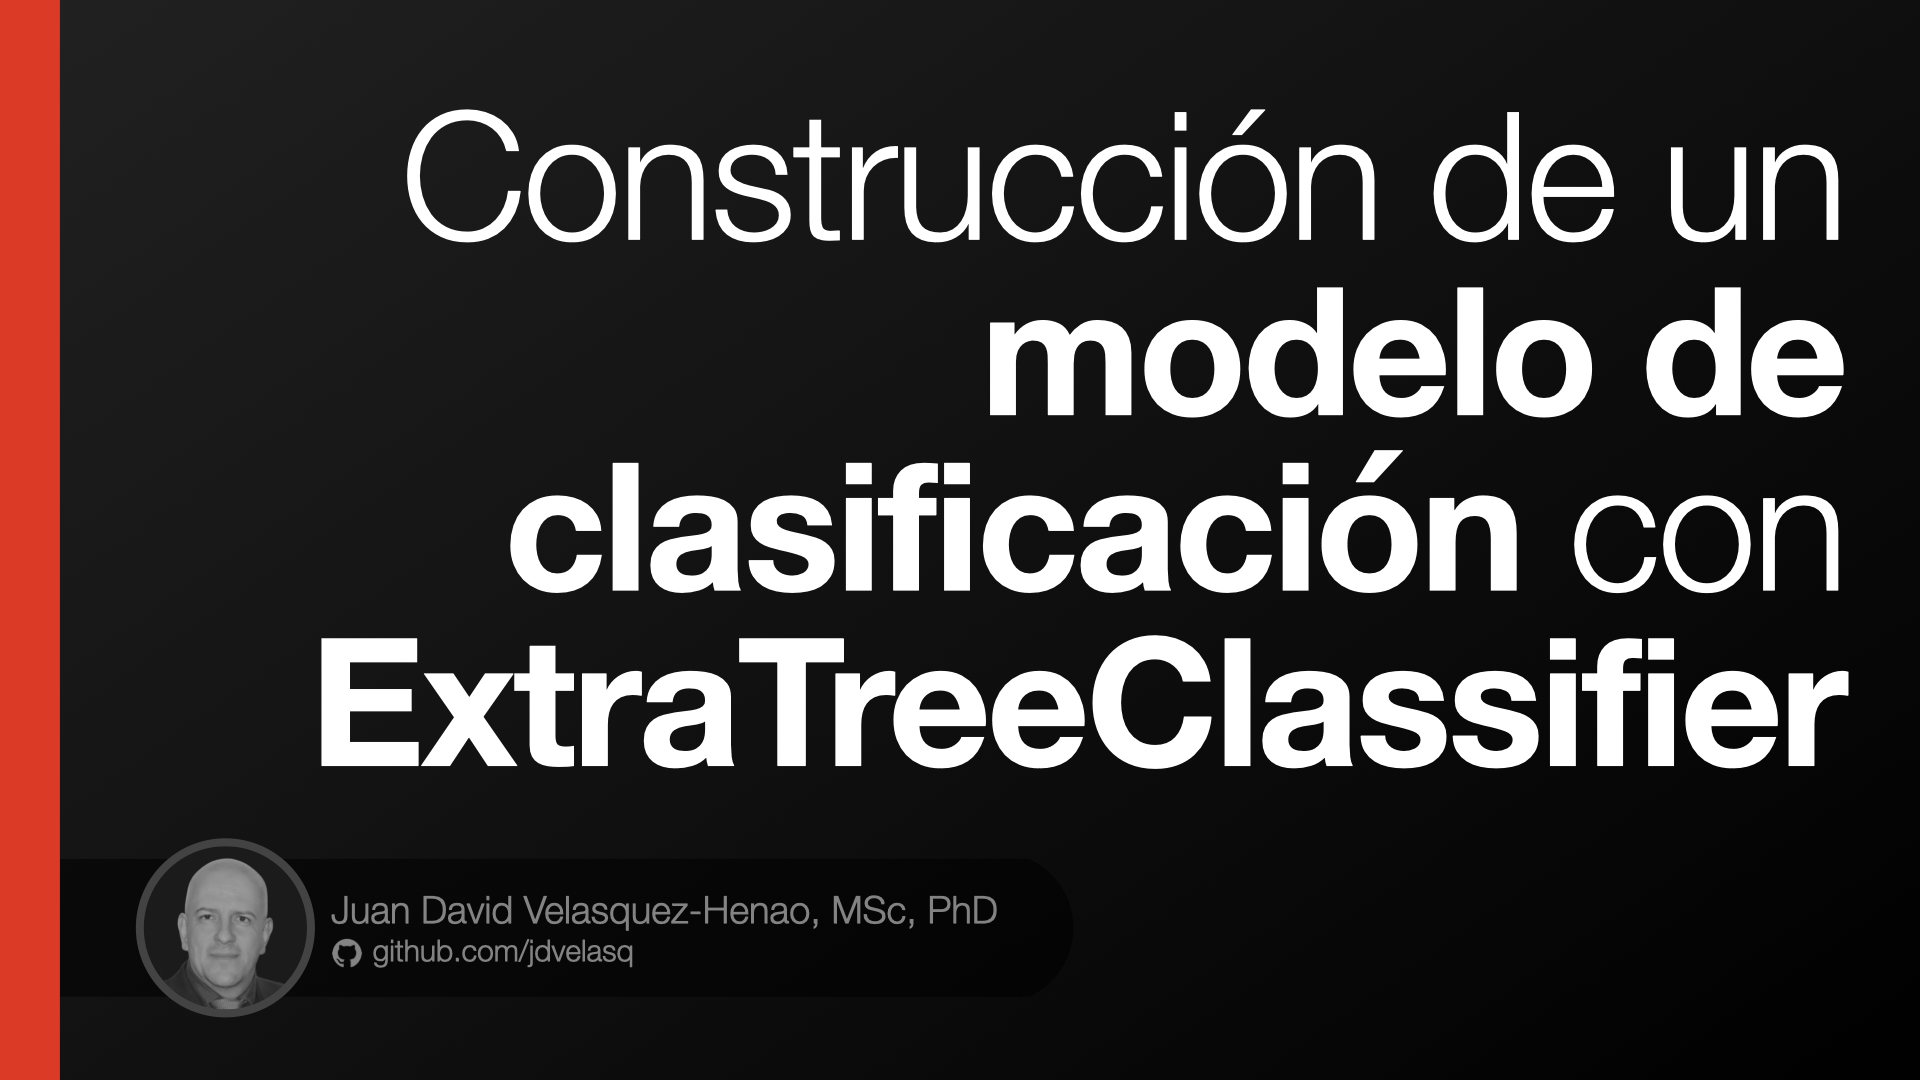 Construcción de un
modelo de
clasificación con
ExtraTreeClassifier
Juan David Velasquez-Henao, MSc, PhD
github.com/jdvelasq